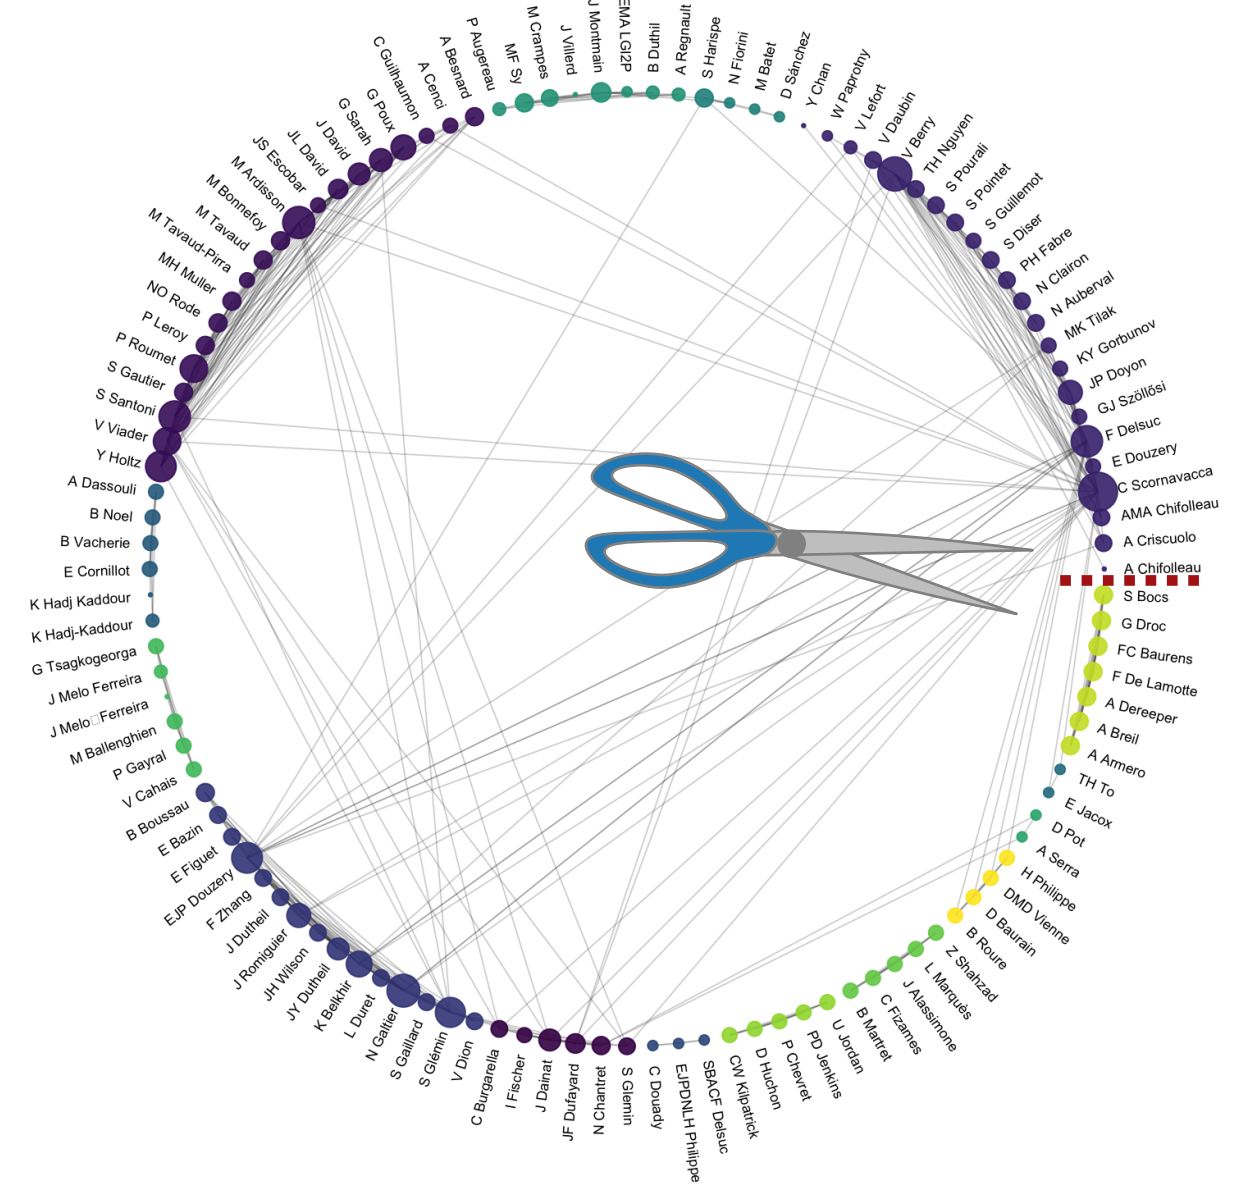 P Augereau
MF Sy
M Crampes
J Villerd
J Montmain
EMA LGI2P
B Duthil
A Regnault
S Harispe
N Fiorini
M Batet
D Sánchez
Y Chan
W Paprotny
V Lefort
V Daubin
V Berry
TH Nguyen
S Pourali
S Pointet
S Guillemot
S Diser
PH Fabre
N Clairon
N Auberval
MK Tilak
KY Gorbunov
JP Doyon
GJ Szöllősi
F Delsuc
E Douzery
C Scornavacca
AMA Chifolleau
A Criscuolo
A Chifolleau
S Bocs
G Droc
FC Baurens
F De Lamotte
A Dereeper
A Breil
A Armero
TH To
E Jacox
D Pot
A Serra
H Philippe
DMD Vienne
D Baurain
B Roure
Z Shahzad
L Marquès
J Alassimone
C Fizames
B Martret
U Jordan
PD Jenkins
P Chevret
D Huchon
CW Kilpatrick
SBACF Delsuc
EJPDNLH Philippe
C Douady
S Glemin
N Chantret
JF Dufayard
J Dainat
I Fischer
C Burgarella
V Dion
S Glémin
S Gaillard
N Galtier
L Duret
K Belkhir
JY Dutheil
JH Wilson
J Romiguier
J Dutheil
F Zhang
EJP Douzery
E Figuet
E Bazin
B Boussau
V Cahais
P Gayral
M Ballenghien
J Melo□Ferreira
J Melo Ferreira
G Tsagkogeorga
K Hadj-Kaddour
K Hadj Kaddour
E Cornillot
B Vacherie
B Noel
A Dassouli
Y Holtz
V Viader
S Santoni
S Gautier
P Roumet
P Leroy
NO Rode
MH Muller
M Tavaud-Pirra
M Tavaud
M Bonnefoy
M Ardisson
JS Escobar
JL David
J David
G Sarah
G Poux
C Guilhaumon
A Cenci
A Besnard